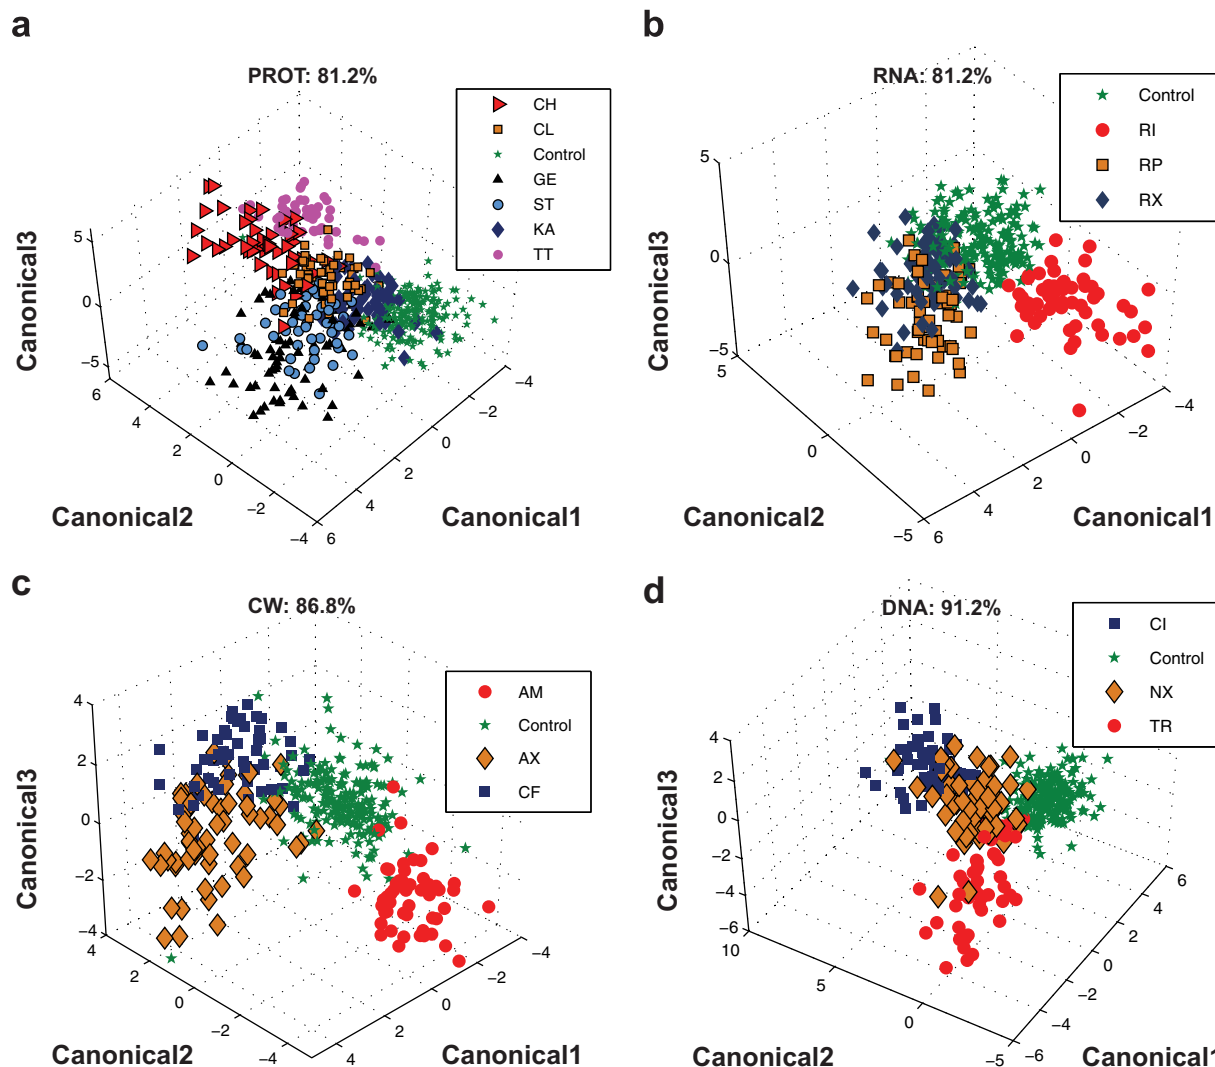 a
PROT: 81.2%
CH
CL
Control
GE
ST
KA
TT
Canonical3
5
0
−5
6
4
2
0
−2
−4
6
4
2
0
−2
−4
Canonical2
Canonical1
b
RNA: 81.2%
Control
RI
RP
RX
Canonical3
5
0
−5
5
0
−5
6
4
2
0
−2
−4
Canonical2
Canonical1
c
CW: 86.8%
AM
Control
AX
CF
Canonical3
4
2
0
−2
−4
4
2
0
−2
−4
4
2
0
−2
−4
Canonical2
Canonical1
d
DNA: 91.2%
CI
Control
NX
TR
Canonical3
4
2
0
−2
−4
−6
10
5
0
−5
−6
−4
−2
0
2
4
6
Canonical2
Canonical1